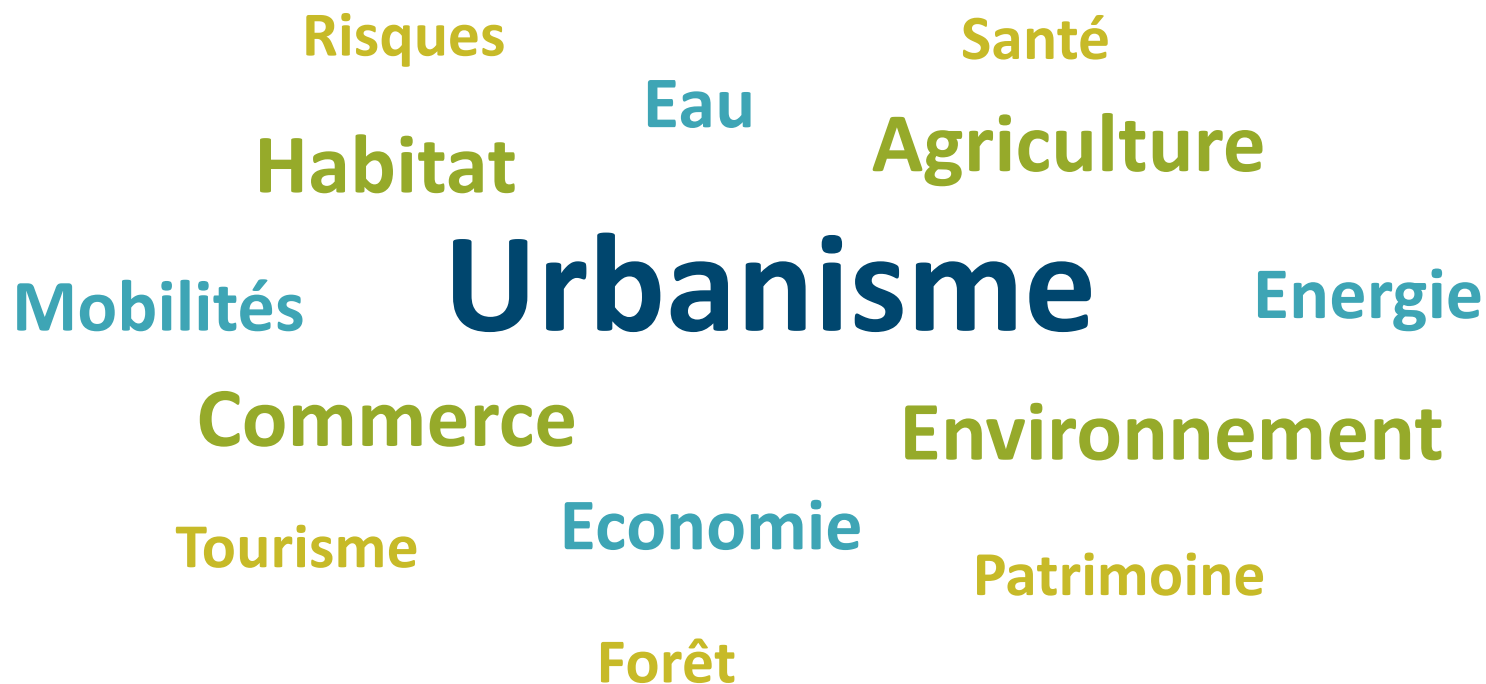 Risques
Santé
Eau
Habitat
Agriculture
Urbanisme
Mobilités
Energie
Commerce
Environnement
Economie
Tourisme
Patrimoine
Forêt